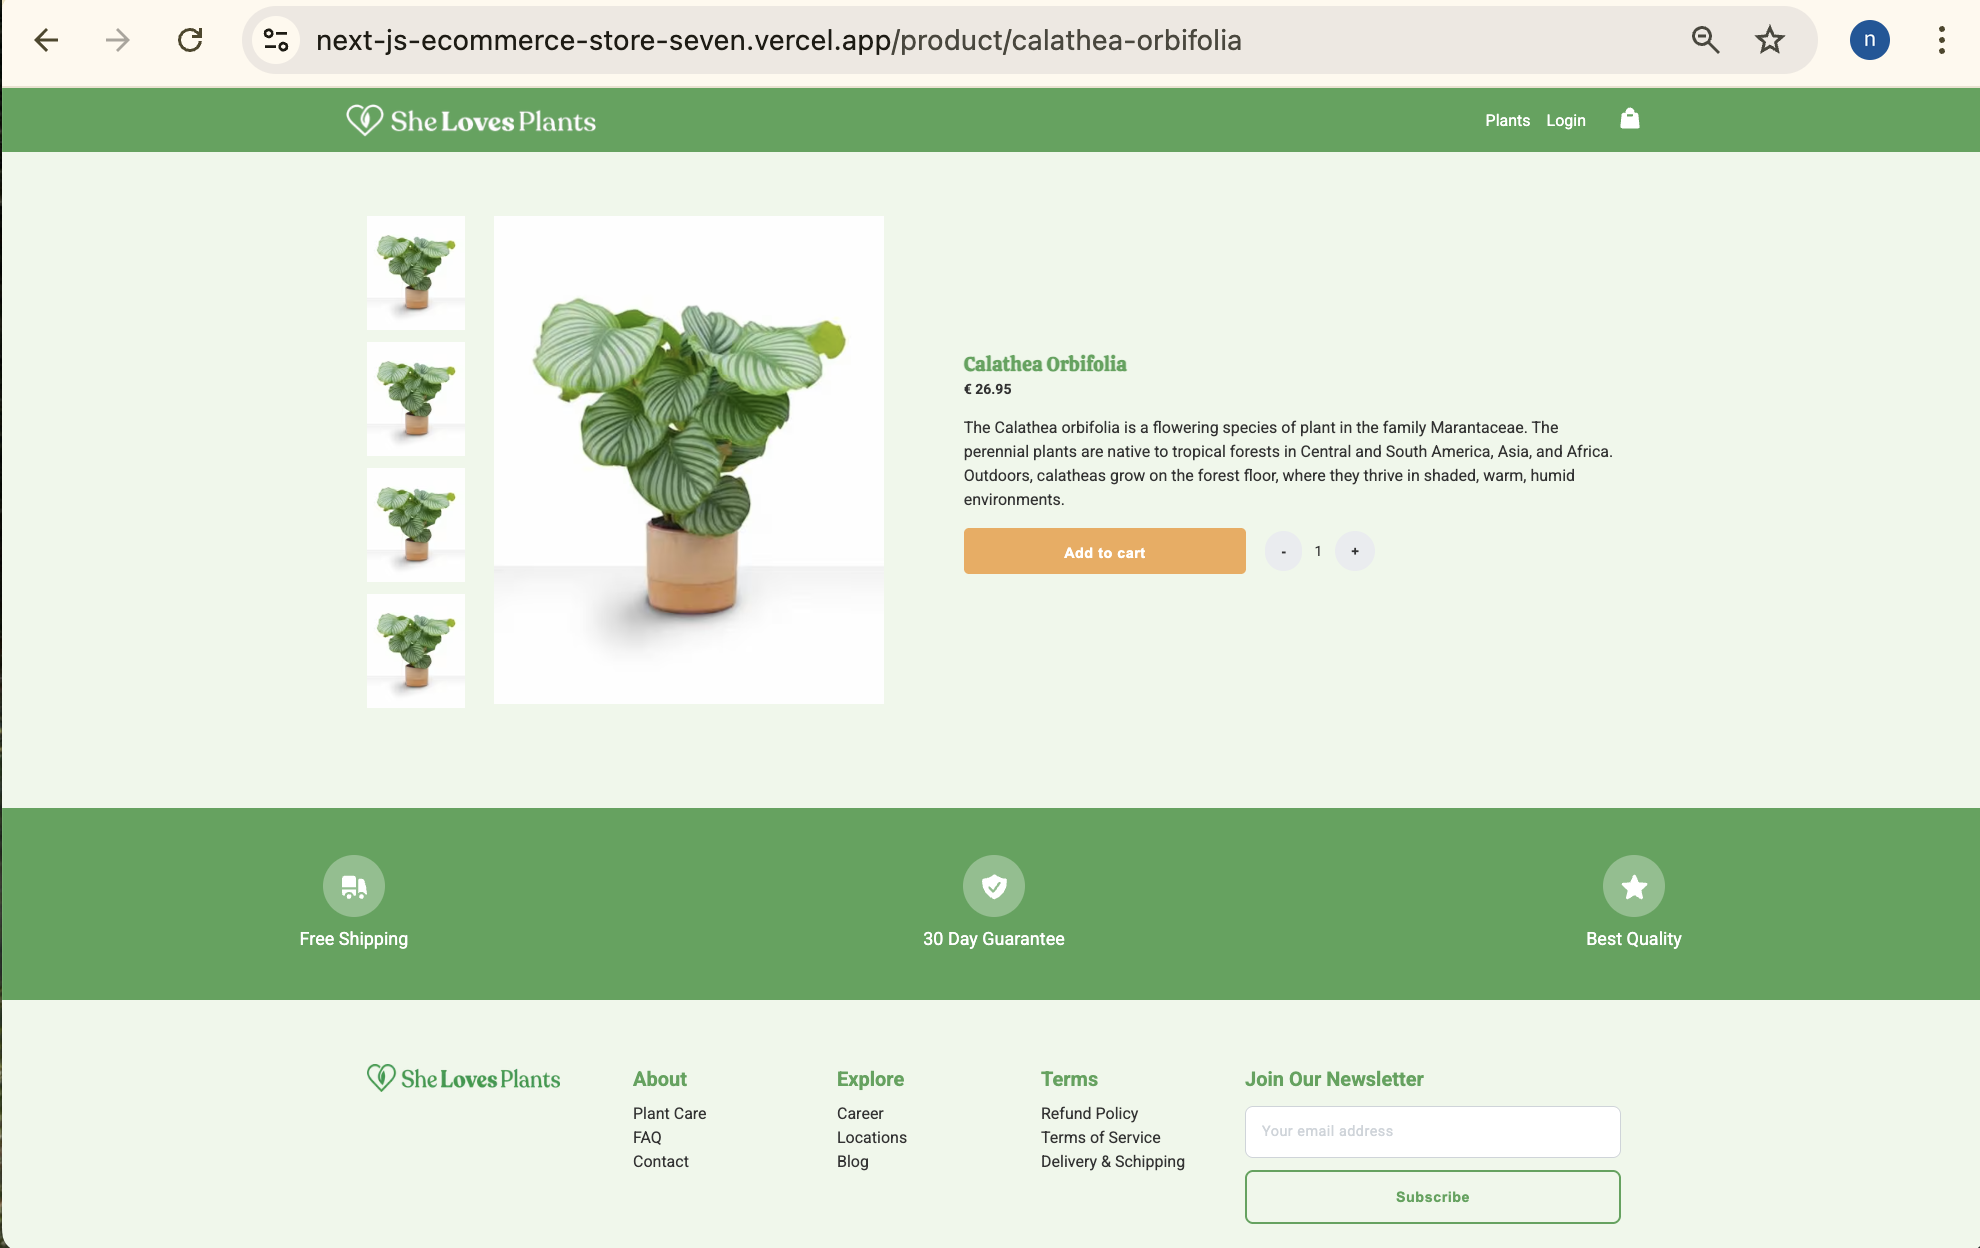 next-js-ecommerce-store-seven.vercel.app/product/calathea-orbifolia
n
She Loves Plants
Plants
Login
Calathea Orbifolia
€ 26.95
The Calathea orbifolia is a flowering species of plant in the family Marantaceae. The
perennial plants are native to tropical forests in Central and South America, Asia, and Africa.
Outdoors, calatheas grow on the forest floor, where they thrive in shaded, warm, humid
environments.
Add to cart
- 1 +
Free Shipping
30 Day Guarantee
Best Quality
She Loves Plants
About
Plant Care
FAQ
Contact
Explore
Career
Locations
Blog
Terms
Refund Policy
Terms of Service
Delivery & Schipping
Join Our Newsletter
Your email address
Subscribe